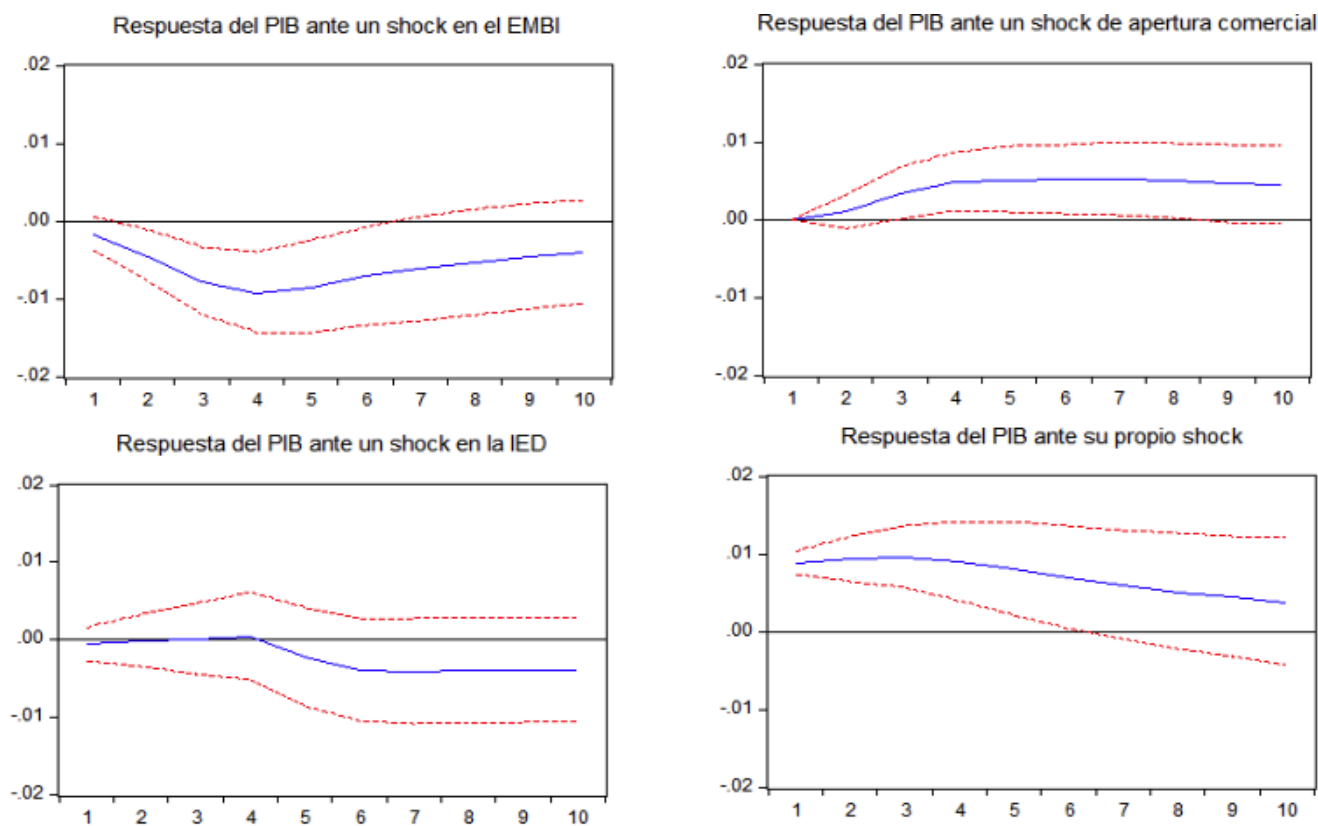 Respuesta del PIB ante un shock en el EMBI
.02
.01
.00
-.01
-.02
1 2 3 4 5 6 7 8 9 10
Respuesta del PIB ante un shock de apertura comercial
.02
.01
.00
-.01
-.02
1 2 3 4 5 6 7 8 9 10
Respuesta del PIB ante un shock en la IED
.02
.01
.00
-.01
-.02
1 2 3 4 5 6 7 8 9 10
Respuesta del PIB ante su propio shock
.02
.01
.00
-.01
-.02
1 2 3 4 5 6 7 8 9 10